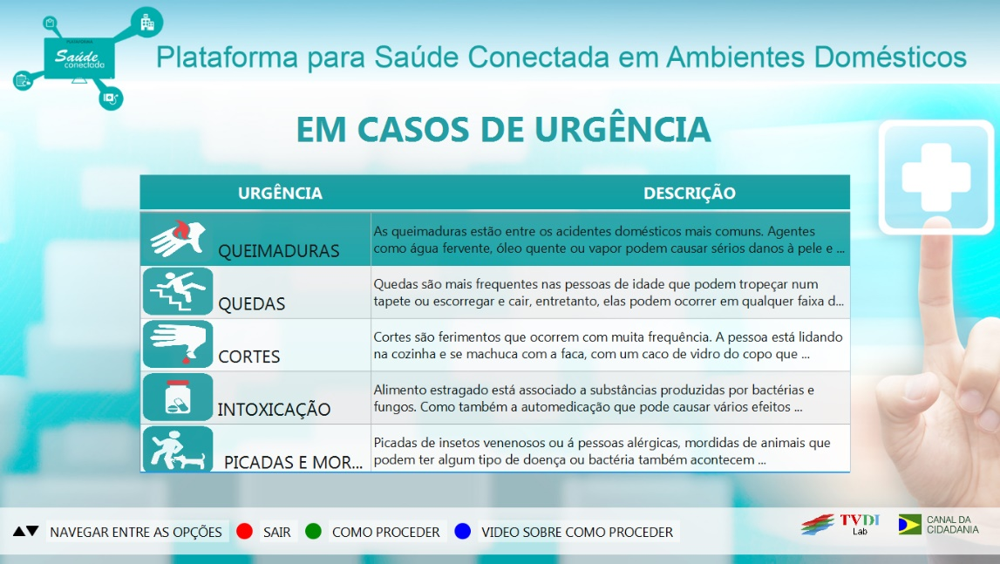 Saúde
conectada
Plataforma para Saúde Conectada em Ambientes Domésticos
EM CASOS DE URGÊNCIA
URGÊNCIA
DESCRIÇÃO
QUEIMADURAS
As queimaduras estão entre os acidentes domésticos mais comuns. Agentes
como água fervente, óleo quente ou vapor podem causar sérios danos à pele e ...
QUEDAS
Quedas são mais frequentes nas pessoas de idade que podem tropeçar num
tapete ou escorregar e cair, entretanto, elas podem ocorrer em qualquer faixa d...
CORTES
Cortes são ferimentos que ocorrem com muita frequência. A pessoa está lidando
na cozinha e se machuca com a faca, com um caco de vidro do copo que ...
INTOXICAÇÃO
Alimento estragado está associado a substâncias produzidas por bactérias e
fungos. Como também a automedicação que pode causar vários efeitos ...
PICADAS E MOR...
Picadas de insetos venenosos ou á pessoas alérgicas, mordidas de animais que
podem ter algum tipo de doença ou bactéria também acontecem ...
NAVEGAR ENTRE AS OPÇÕES
SAIR
COMO PROCEDER
VIDEO SOBRE COMO PROCEDER
TVDI
Lab
CANAL DA
CIDADANIA